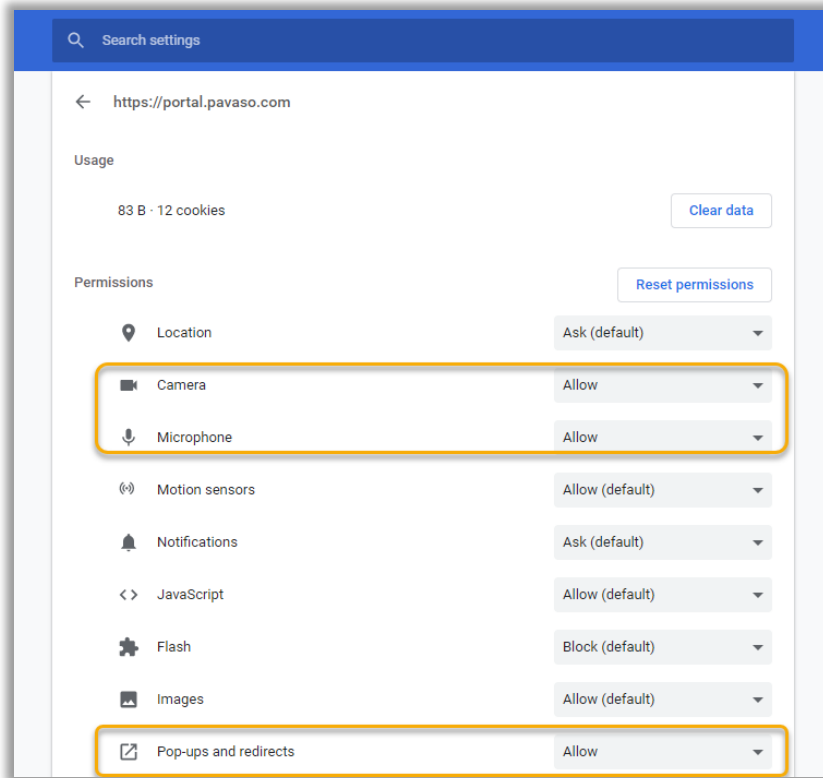 Search settings
https://portal.pavaso.com
Usage
83 B · 12 cookies
Clear data
Permissions
Reset permissions
Location
Ask (default)
Camera
Allow
Microphone
Allow
Motion sensors
Allow (default)
Notifications
Ask (default)
JavaScript
Allow (default)
Flash
Block (default)
Images
Allow (default)
Pop-ups and redirects
Allow